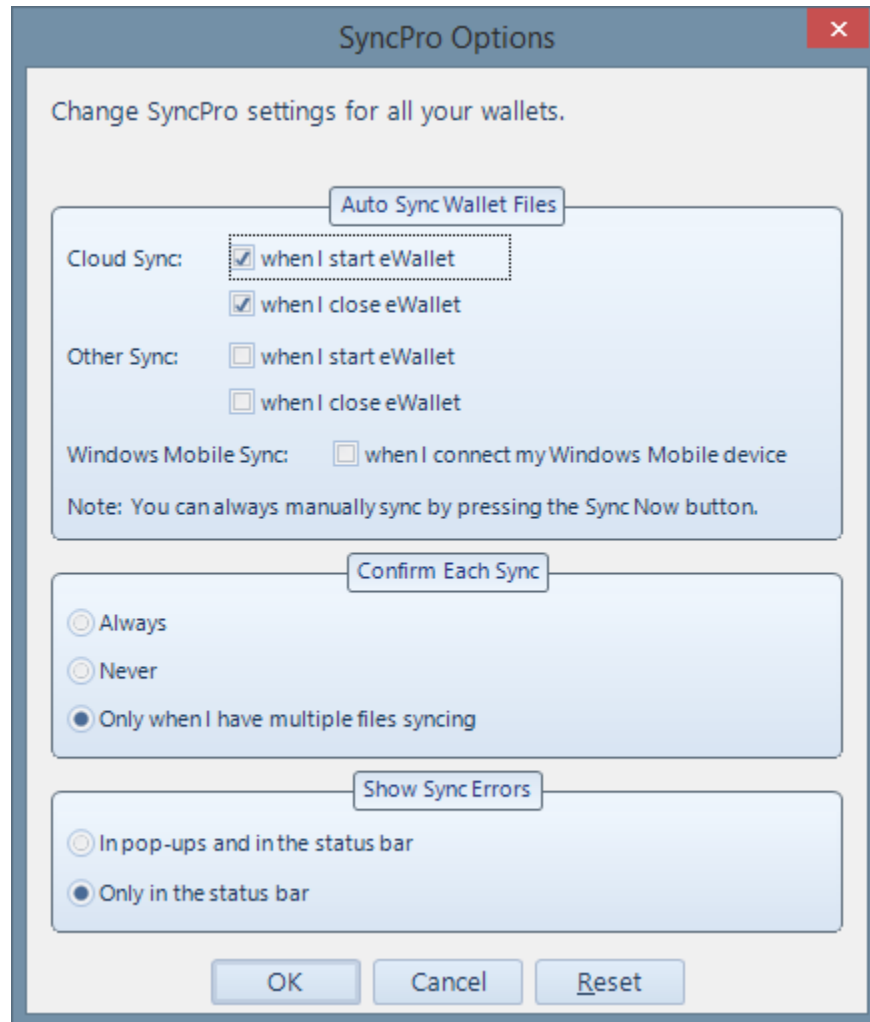 SyncPro Options
Change SyncPro settings for all your wallets.
Auto Sync Wallet Files
Cloud Sync: when I start eWallet
when I close eWallet
Other Sync: when I start eWallet
when I close eWallet
Windows Mobile Sync: when I connect my Windows Mobile device
Note: You can always manually sync by pressing the Sync Now button.
Confirm Each Sync
Always
Never
Only when I have multiple files syncing
Show Sync Errors
In pop-ups and in the status bar
Only in the status bar
OK Cancel Reset